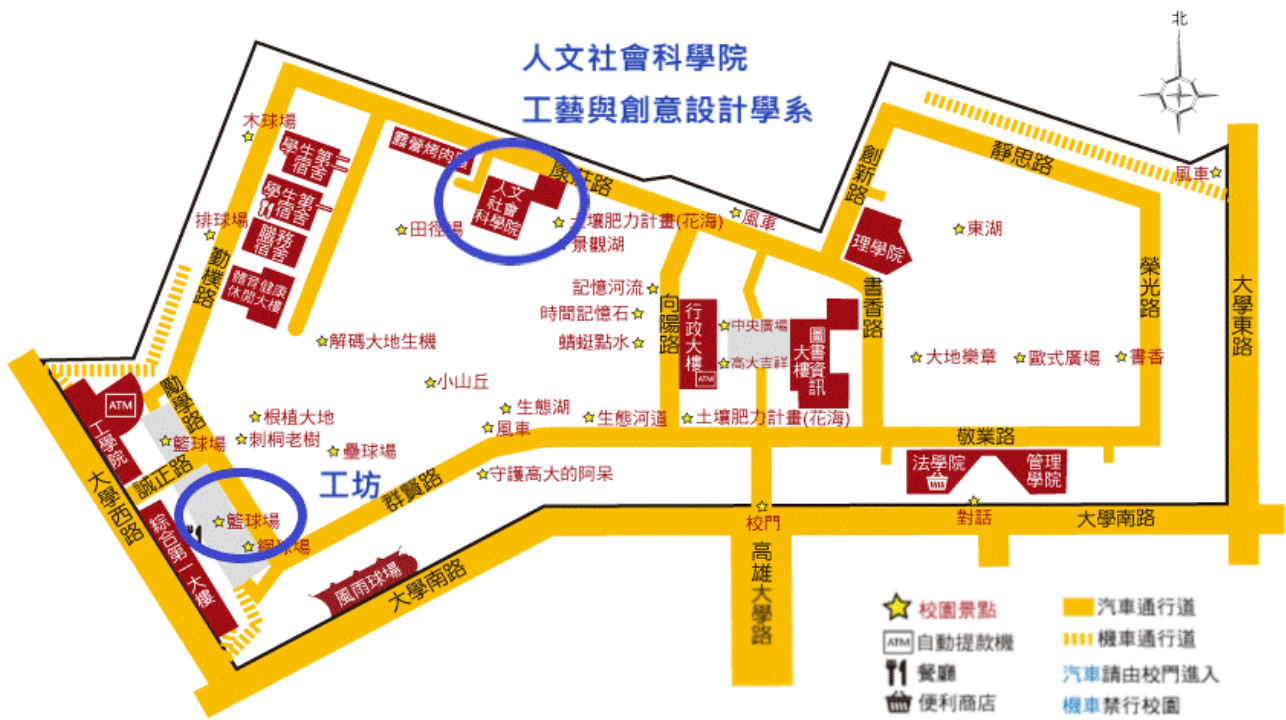 北
人文社會科學院
工藝與創意設計學系
木球場
學生第一宿舍
學生第二宿舍
職務宿舍
體育健康
休閒大樓
排球場
勤樸路
露營烤肉區
康莊路
人文
社會
科學院
田徑場
土壤肥力計畫(花海)
景觀湖
風車
創新路
靜思路
風車
理學院
東湖
榮光路
大學東路
記憶河流
時間記憶石
蜻蜓點水
向陽路
行政大樓
ATM
中央廣場
高大吉祥
圖書資訊
大樓
書香路
大地樂章
歐式廣場
書香
解碼大地生機
小山丘
勵學路
ATM
工學院
籃球場
根植大地
刺桐老樹
壘球場
生態湖
風車
生態河道
土壤肥力計畫(花海)
敬業路
誠正路
大學西路
工坊
群賢路
守護高大的阿呆
法學院
管理
學院
籃球場
網球場
綜合第一大樓
風雨球場
大學南路
校門
對話
大學南路
高雄大學路
校園景點
ATM 自動提款機
餐廳
便利商店
汽車通行道
機車通行道
汽車請由校門進入
機車禁行校園